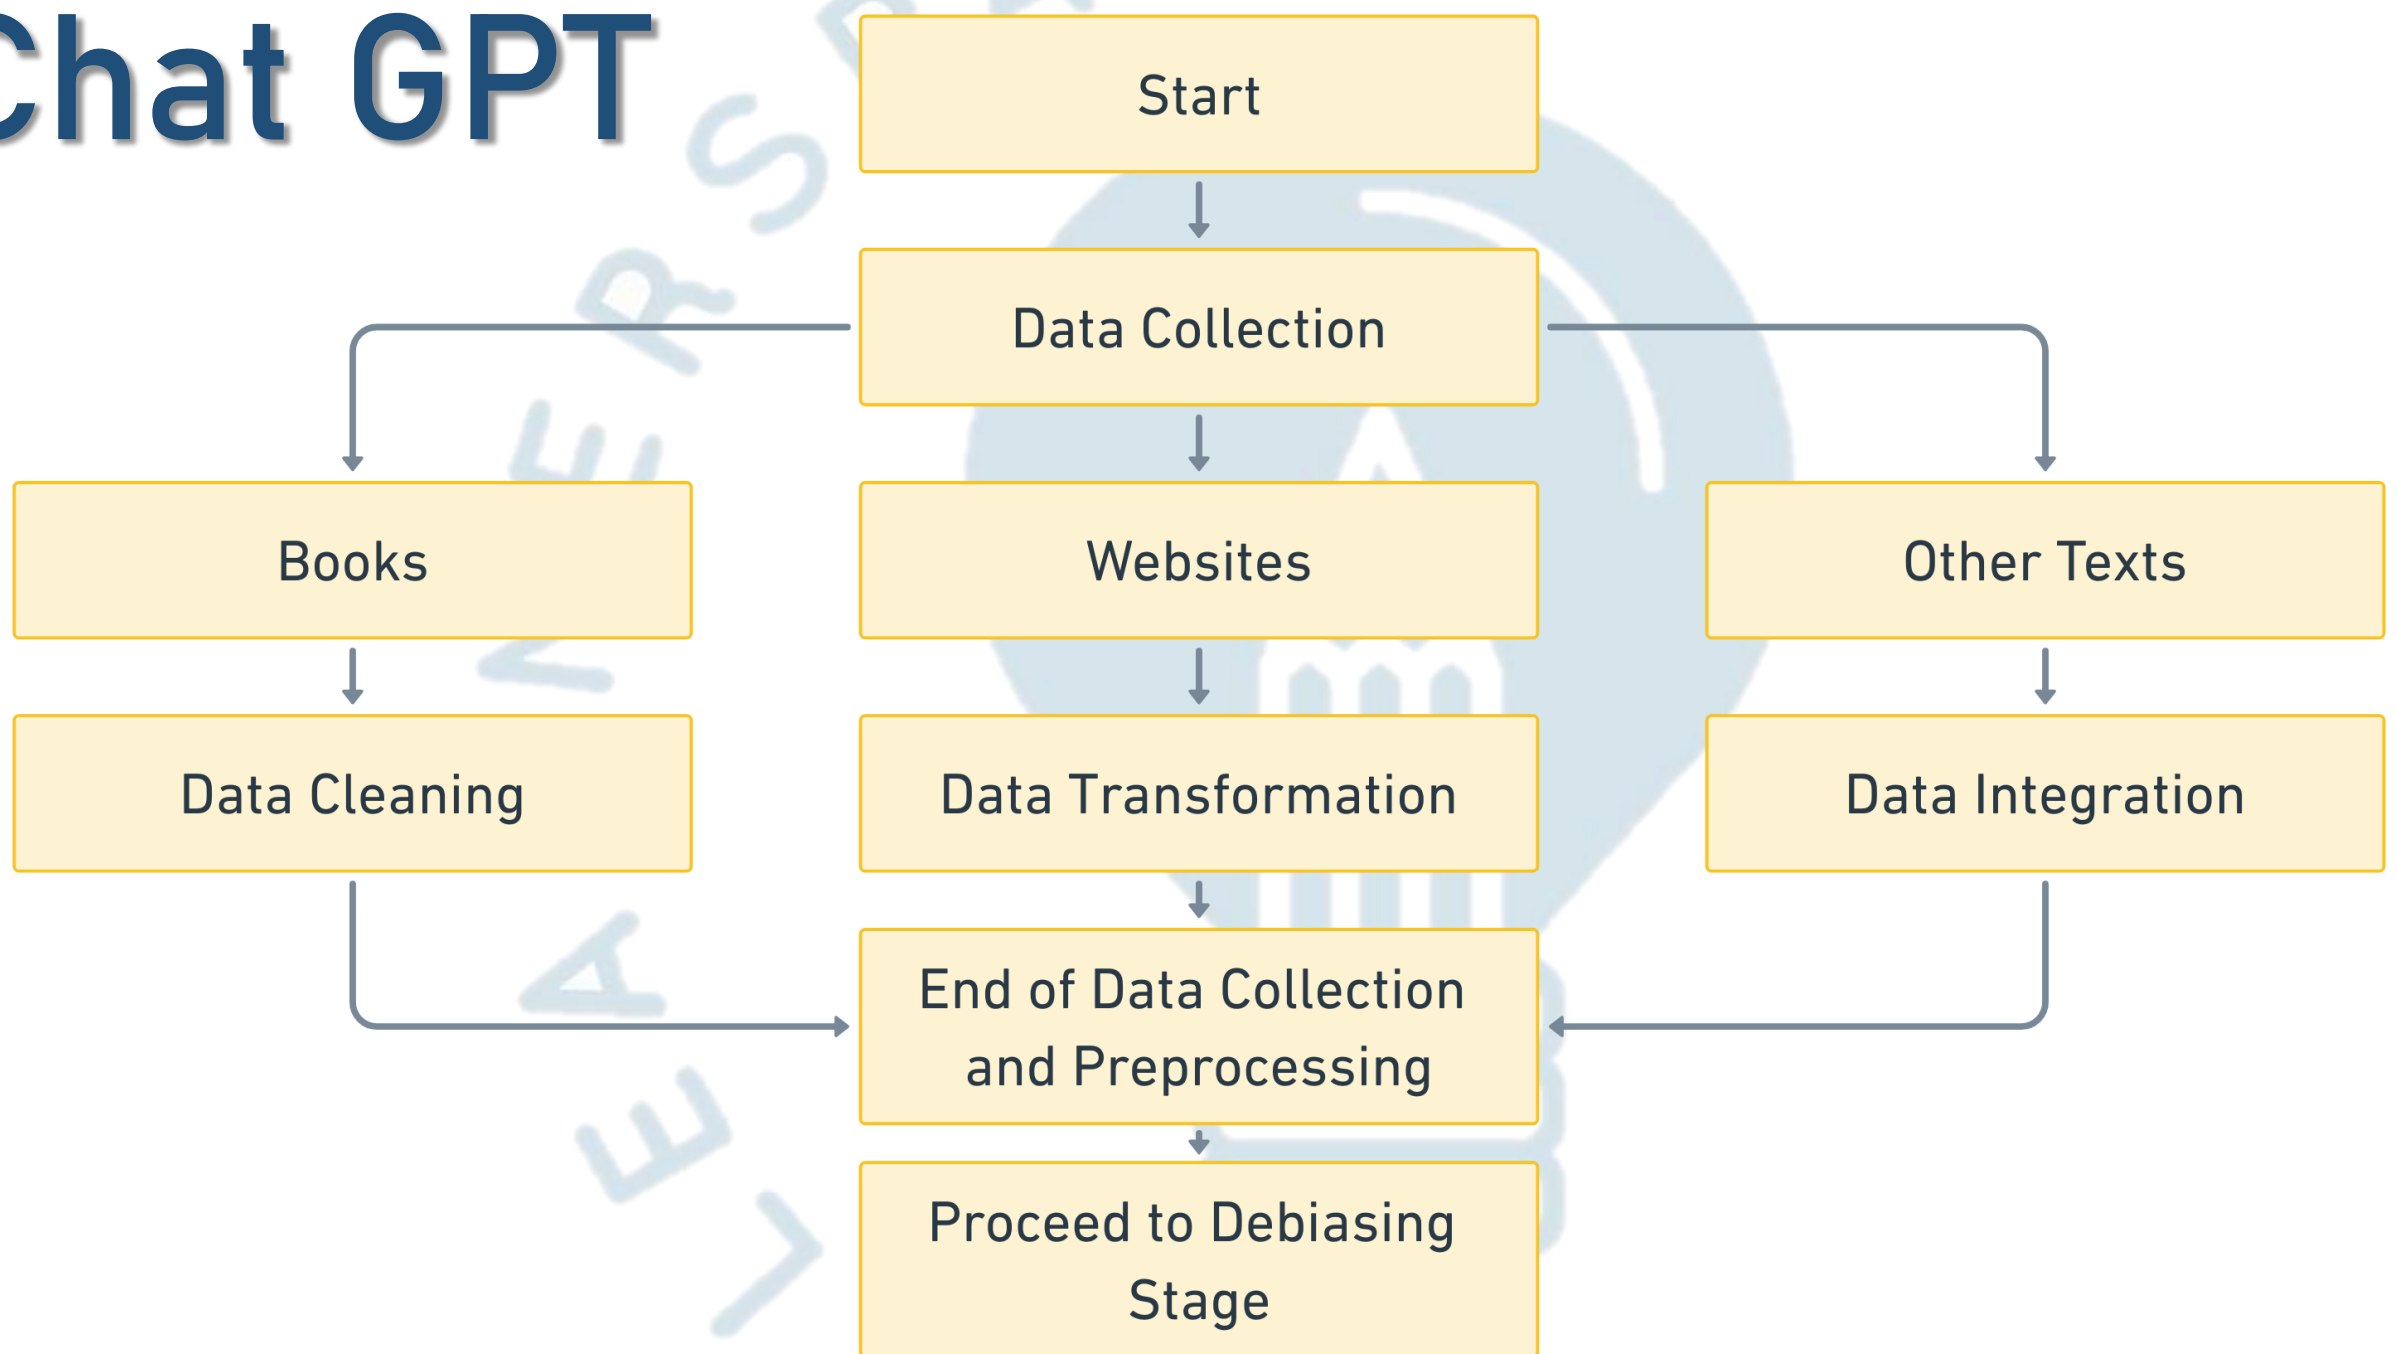 Chat GPT
Start
Data Collection
Books
Websites
Other Texts
Data Cleaning
Data Transformation
Data Integration
End of Data Collection
and Preprocessing
Proceed to Debiasing
Stage